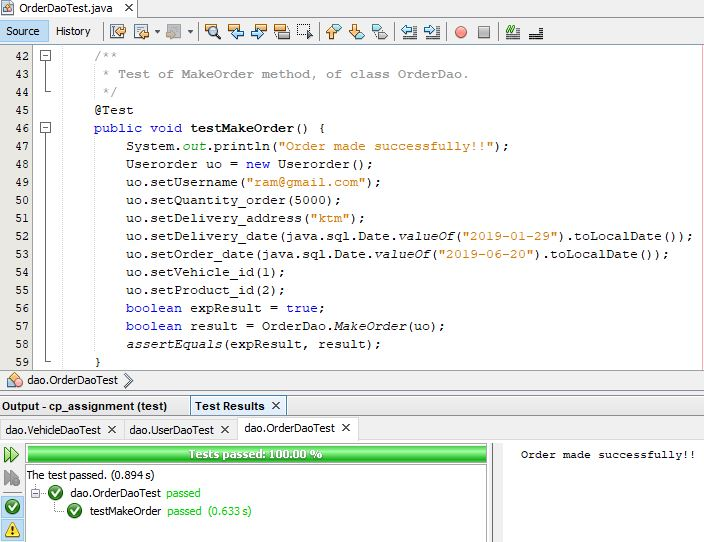 OrderDaoTest.java
Source History
42 /**
43 * Test of MakeOrder method, of class OrderDao.
44 */
45 @Test
46 public void testMakeOrder() {
47 System.out.println("Order made successfully!!");
48 Userorder uo = new Userorder();
49 uo.setUsername("ram@gmail.com");
50 uo.setQuantity_order(5000);
51 uo.setDelivery_address("ktm");
52 uo.setDelivery_date(java.sql.Date.valueOf("2019-01-29").toLocalDate());
53 uo.setOrder_date(java.sql.Date.valueOf("2019-06-20").toLocalDate());
54 uo.setVehicle_id(1);
55 uo.setProduct_id(2);
56 boolean expResult = true;
57 boolean result = OrderDao.MakeOrder(uo);
58 assertEquals(expResult, result);
59 }
dao.OrderDaoTest
Output - cp_assignment (test) Test Results
dao.VehicleDaoTest dao.UserDaoTest dao.OrderDaoTest
Tests passed: 100.00 %
Order made successfully!!
The test passed. (0.894 s)
dao.OrderDaoTest passed
testMakeOrder passed (0.633 s)